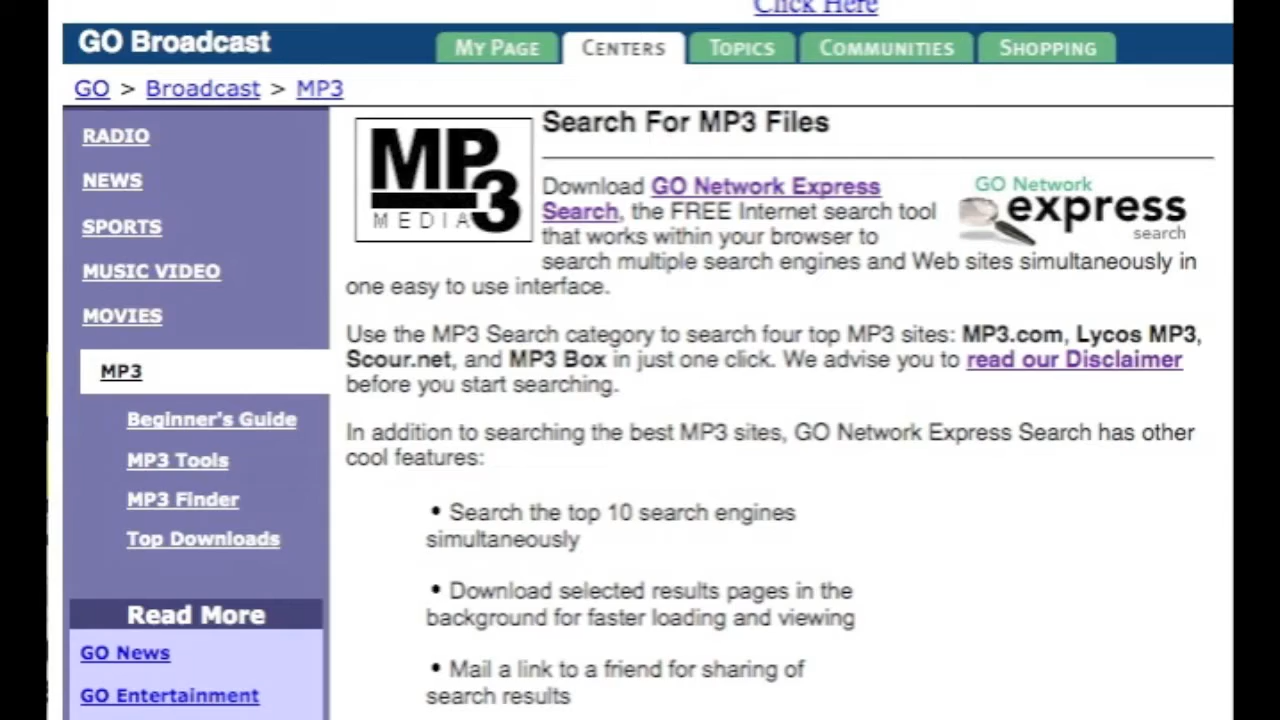 Click Here
GO Broadcast
MY PAGE
CENTERS
TOPICS
COMMUNITIES
SHOPPING
GO > Broadcast > MP3
RADIO
NEWS
SPORTS
MUSIC VIDEO
MOVIES
MP3
Beginner's Guide
MP3 Tools
MP3 Finder
Top Downloads
Read More
GO News
GO Entertainment
MP3
MEDIA
Search For MP3 Files
Download GO Network Express
Search, the FREE Internet search tool
that works within your browser to
search multiple search engines and Web sites simultaneously in
one easy to use interface.
GO Network
express
search
Use the MP3 Search category to search four top MP3 sites: MP3.com, Lycos MP3,
Scour.net, and MP3 Box in just one click. We advise you to read our Disclaimer
before you start searching.
In addition to searching the best MP3 sites, GO Network Express Search has other
cool features:
• Search the top 10 search engines
simultaneously
• Download selected results pages in the
background for faster loading and viewing
• Mail a link to a friend for sharing of
search results